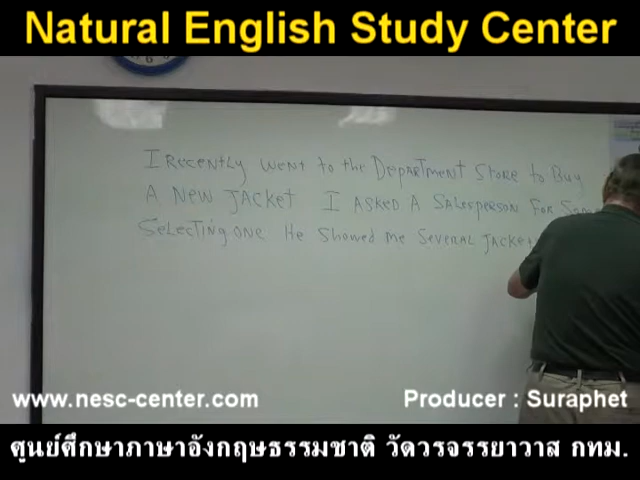 Natural English Study Center
I Recently went to the Department Store to Buy
A New Jacket I Asked A Salesperson For
Selecting one He Showed me Several
www.nesc-center.com
Producer : Suraphet
ศูนย์ศึกษาภาษาอังกฤษธรรมชาติ วัดวรจรรยาวาส กทม.